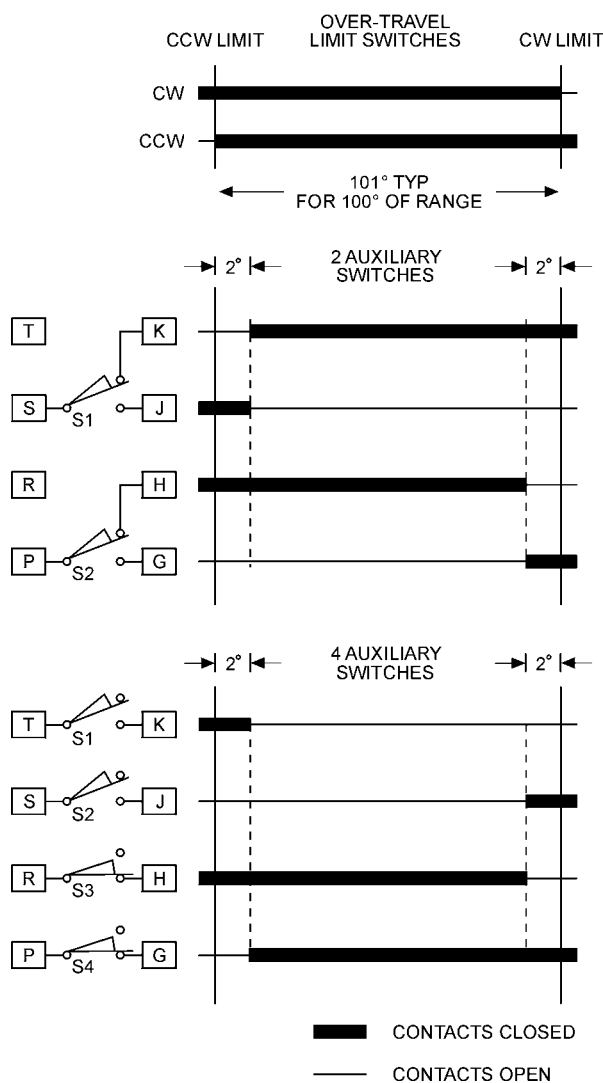 OVER-TRAVEL
CCW LIMIT LIMIT SWITCHES CW LIMIT
CW
CCW
101° TYP
FOR 100° OF RANGE
2° 2 AUXILIARY 2°
SWITCHES
T K
S S1 J
R H
P S2 G
2° 4 AUXILIARY 2°
SWITCHES
T S1 K
S S2 J
R S3 H
P S4 G
CONTACTS CLOSED
CONTACTS OPEN